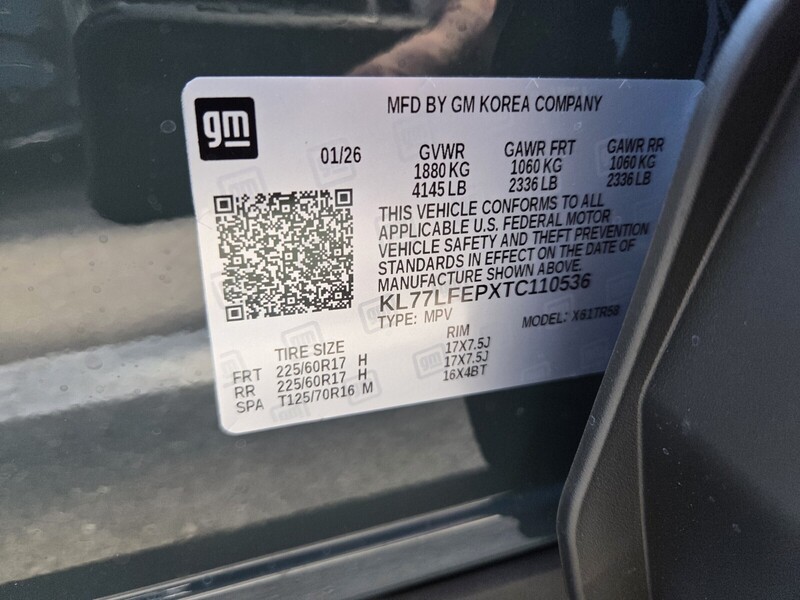 gm
MFD BY GM KOREA COMPANY
01/26
GVWR GAWR FRT GAWR RR
1880 KG 1060 KG 1060 KG
4145 LB 2336 LB 2336 LB
THIS VEHICLE CONFORMS TO ALL
APPLICABLE U.S. FEDERAL MOTOR
VEHICLE SAFETY AND THEFT PREVENTION
STANDARDS IN EFFECT ON THE DATE OF
MANUFACTURE SHOWN ABOVE.
KL77LFEPXTC110536
TYPE: MPV MODEL: X61TR58
TIRE SIZE RIM
FRT 225/60R17 H 17X7.5J
RR 225/60R17 H 17X7.5J
SPA T125/70R16 M 16X4BT